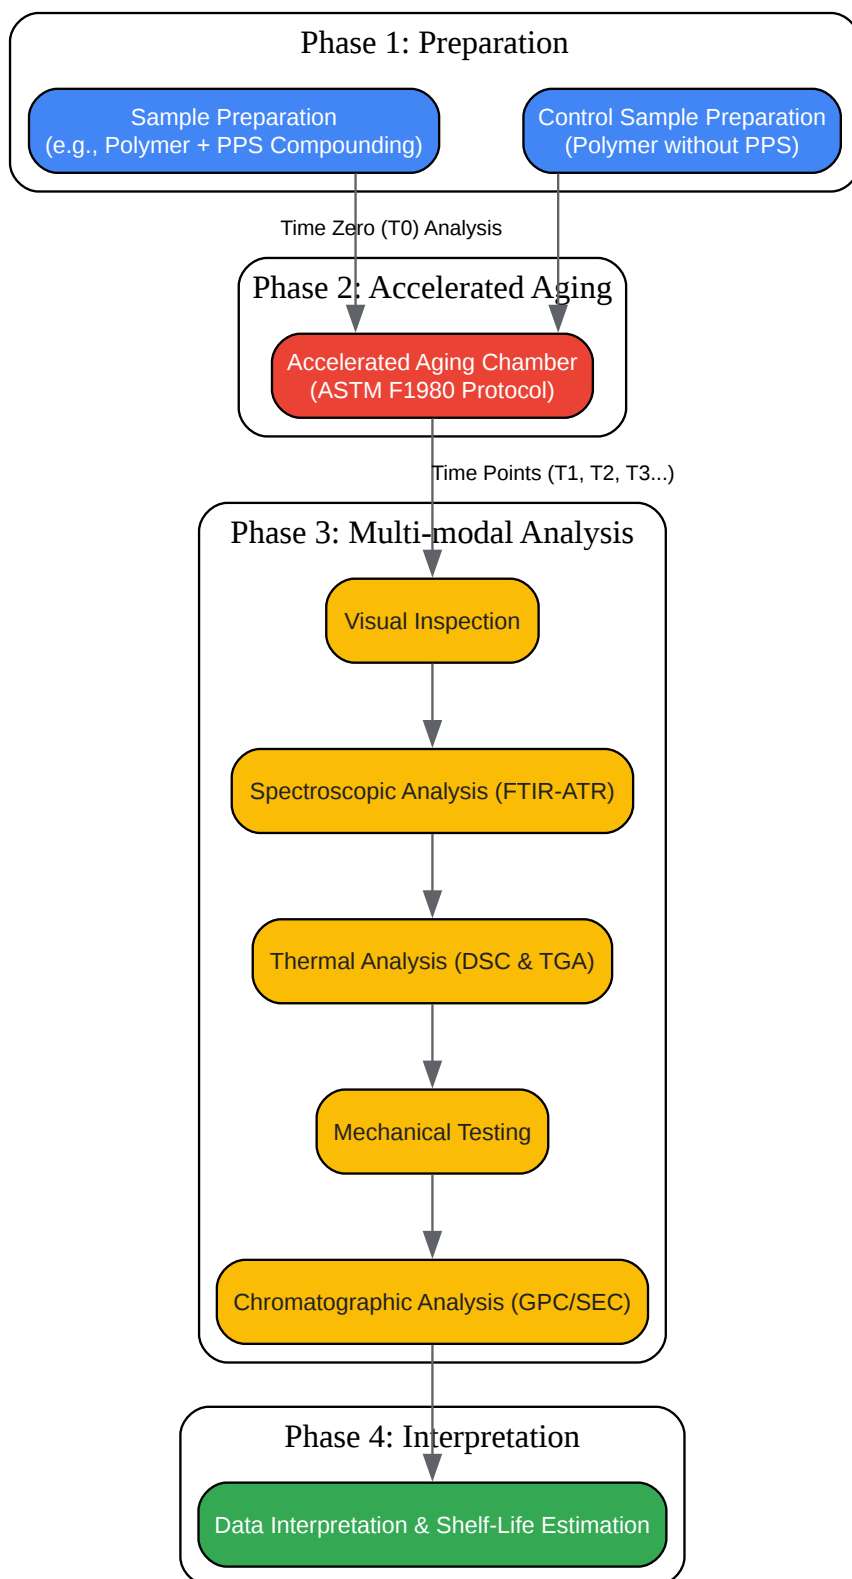 Phase 1: Preparation
Sample Preparation
(e.g., Polymer + PPS Compounding)
Control Sample Preparation
(Polymer without PPS)
Time Zero (T0) Analysis
Phase 2: Accelerated Aging
Accelerated Aging Chamber
(ASTM F1980 Protocol)
Time Points (T1, T2, T3...)
Phase 3: Multi-modal Analysis
Visual Inspection
Spectroscopic Analysis (FTIR-ATR)
Thermal Analysis (DSC & TGA)
Mechanical Testing
Chromatographic Analysis (GPC/SEC)
Phase 4: Interpretation
Data Interpretation & Shelf-Life Estimation